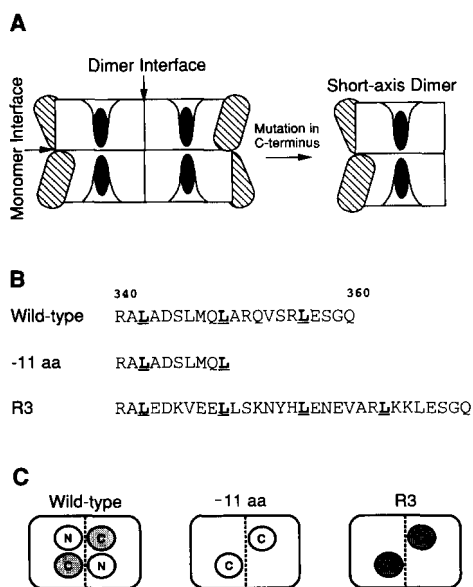 A
Dimer Interface
Monomer Interface
Mutation in
C-terminus
Short-axis Dimer
B
340 360
Wild-type RALADSLMQLARQVSRLESGQ
-11 aa RALADSLMQL
R3 RALEDKVEELLSKNYHLENEVARLKKLESGQ
C
Wild-type -11 aa R3
N C C
C N C